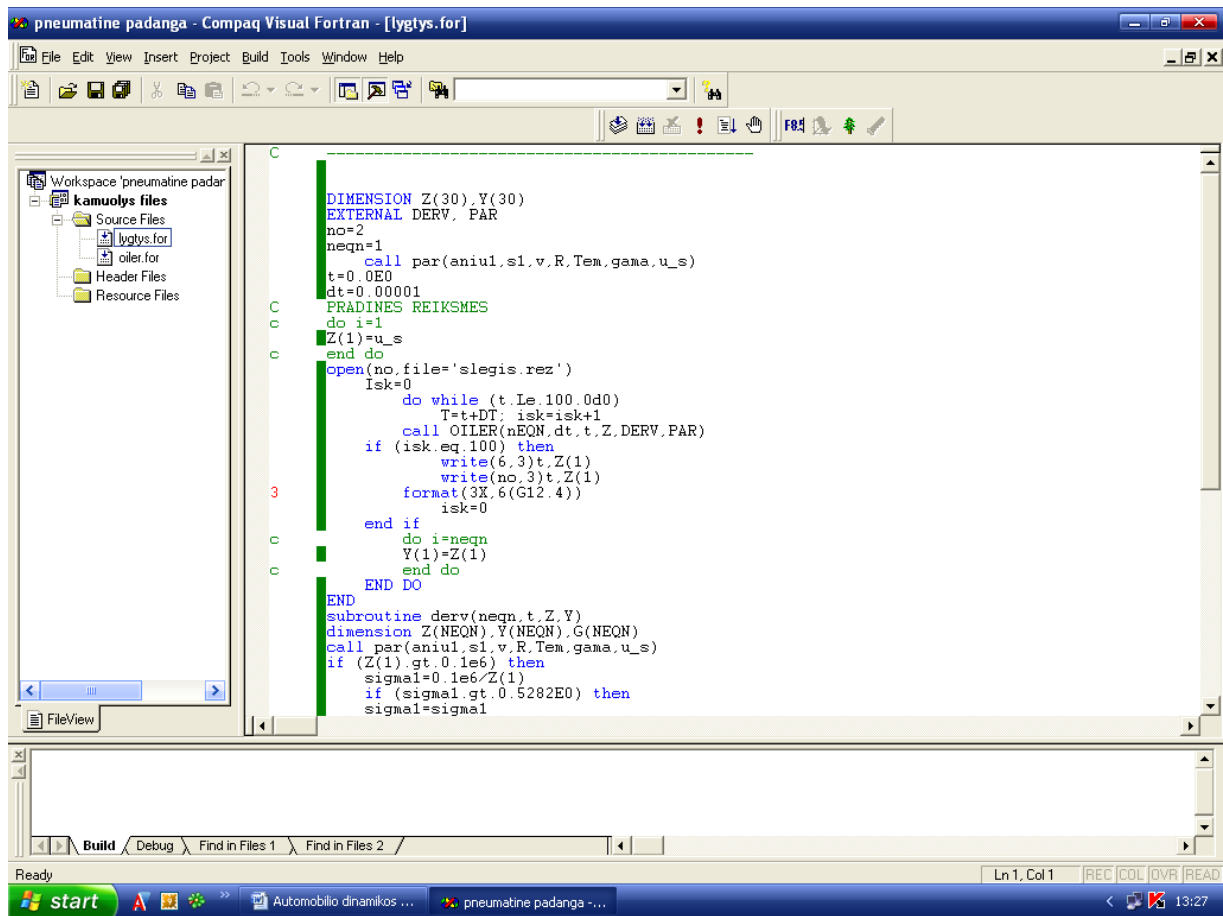 pneumatine padanga - Compaq Visual Fortran - [lygtys.for]
File Edit View Insert Project Build Tools Window Help
Workspace 'pneumatine padar
kamuolys files
Source Files
lygtys.for
oiler.for
Header Files
Resource Files
FileView
C ---------------------------------------------
DIMENSION Z(30),Y(30)
EXTERNAL DERV, PAR
no=2
neqn=1
call par(aniu1,s1,v,R,Tem,gama,u_s)
t=0.0E0
dt=0.00001
C PRADINES REIKSMES
c do i=1
Z(1)=u_s
c end do
open(no,file='slegis.rez')
Isk=0
do while (t.Le.100.0d0)
T=t+DT; isk=isk+1
call OILER(nEQN,dt,t,Z,DERV,PAR)
if (isk.eq.100) then
write(6,3)t,Z(1)
write(no,3)t,Z(1)
3 format(3X,6(G12.4))
isk=0
end if
c do i=neqn
Y(1)=Z(1)
c end do
END DO
END
subroutine derv(neqn,t,Z,Y)
dimension Z(NEQN),Y(NEQN),G(NEQN)
call par(aniu1,s1,v,R,Tem,gama,u_s)
if (Z(1).gt.0.1e6) then
sigma1=0.1e6/Z(1)
if (sigma1.gt.0.5282E0) then
sigma1=sigma1
Build Debug Find in Files 1 Find in Files 2
Ready
Ln 1, Col 1 REC COL OVR READ
start Automobilio dinamikos ... pneumatine padanga -... 13:27